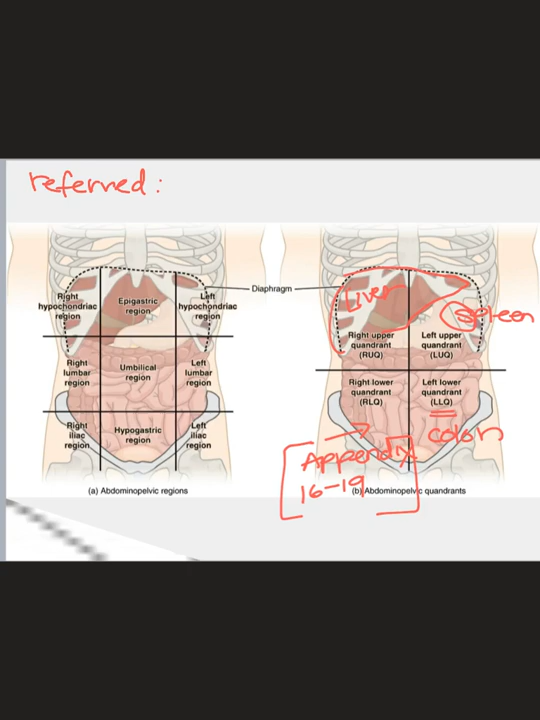 referred :
Diaphragm
Right
hypochondriac
region
Epigastric
region
Left
hypochondriac
region
Right
lumbar
region
Umbilical
region
Left
lumbar
region
Right
iliac
region
Hypogastric
region
Left
iliac
region
(a) Abdominopelvic regions
Liver
Spleen
Right upper
quadrant
(RUQ)
Left upper
quadrant
(LUQ)
Right lower
quadrant
(RLQ)
Left lower
quadrant
(LLQ)
colon
Appendix
16-19
(b) Abdominopelvic quadrants